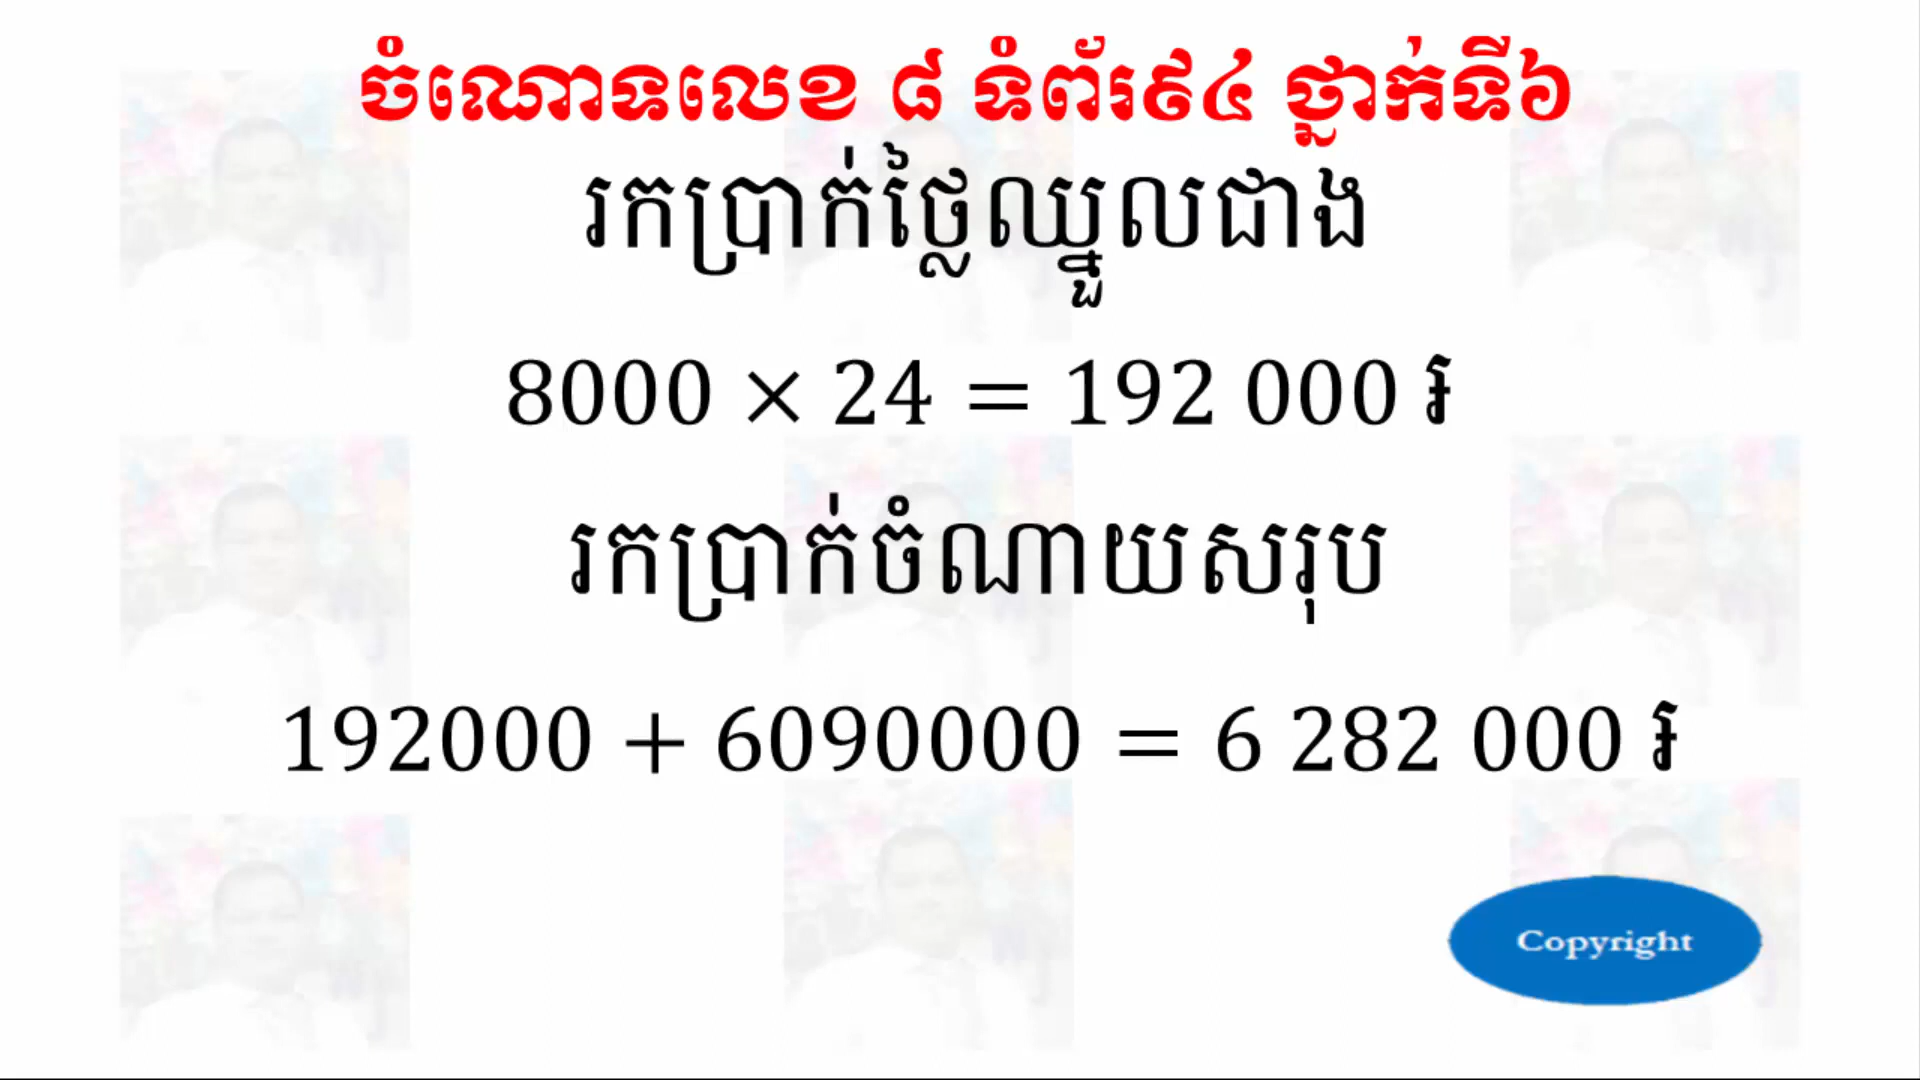 ចំណោទលេខ ៨ ទំព័រ៩៤ ថ្នាក់ទី៦
រកប្រាក់ថ្លៃឈ្នួលជាង
8000 × 24 = 192 000 ៛
រកប្រាក់ចំណាយសរុប
192000 + 6090000 = 6 282 000 ៛
Copyright